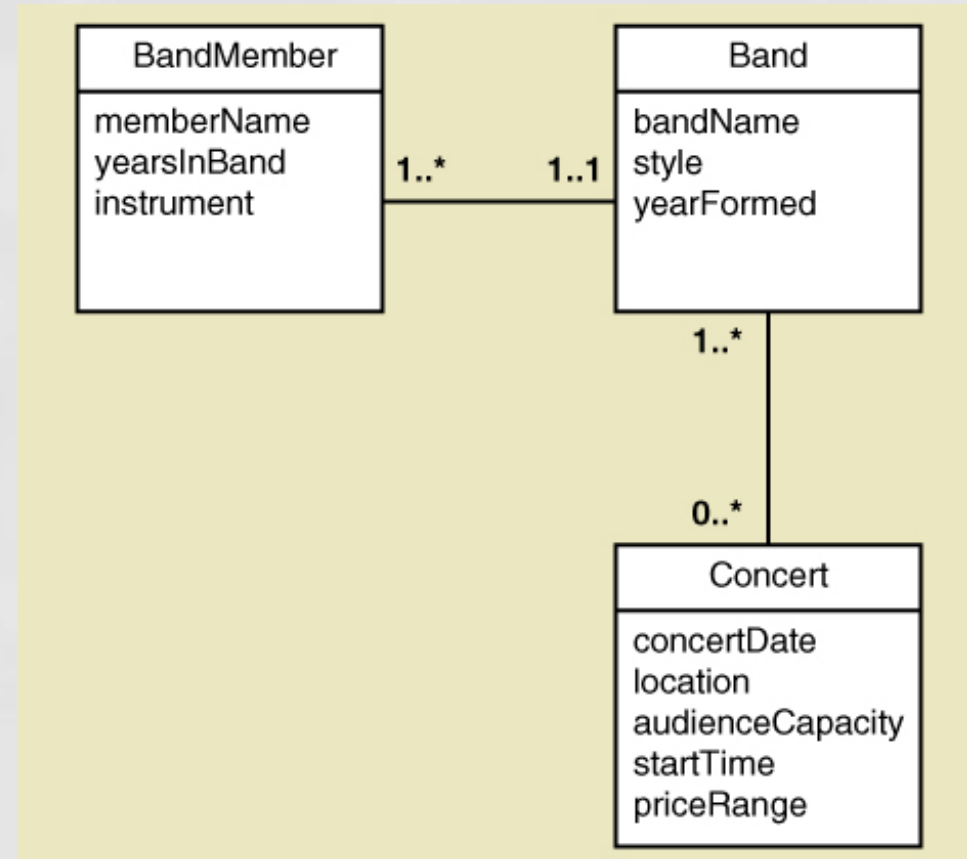 BandMember
memberName
yearsInBand
instrument
1..*
1..1
Band
bandName
style
yearFormed
1..*
0..*
Concert
concertDate
location
audienceCapacity
startTime
priceRange